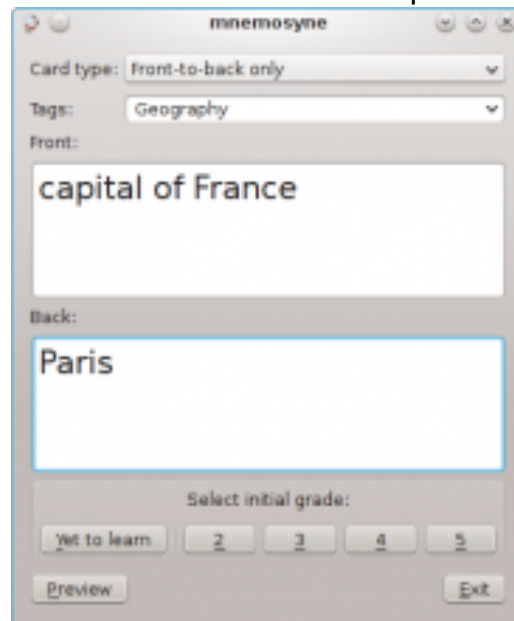 mnemosyne
Card type: Front-to-back only
Tags: Geography
Front:
capital of France
Back:
Paris
Select initial grade:
Yet to learn 2 3 4 5
Preview Exit